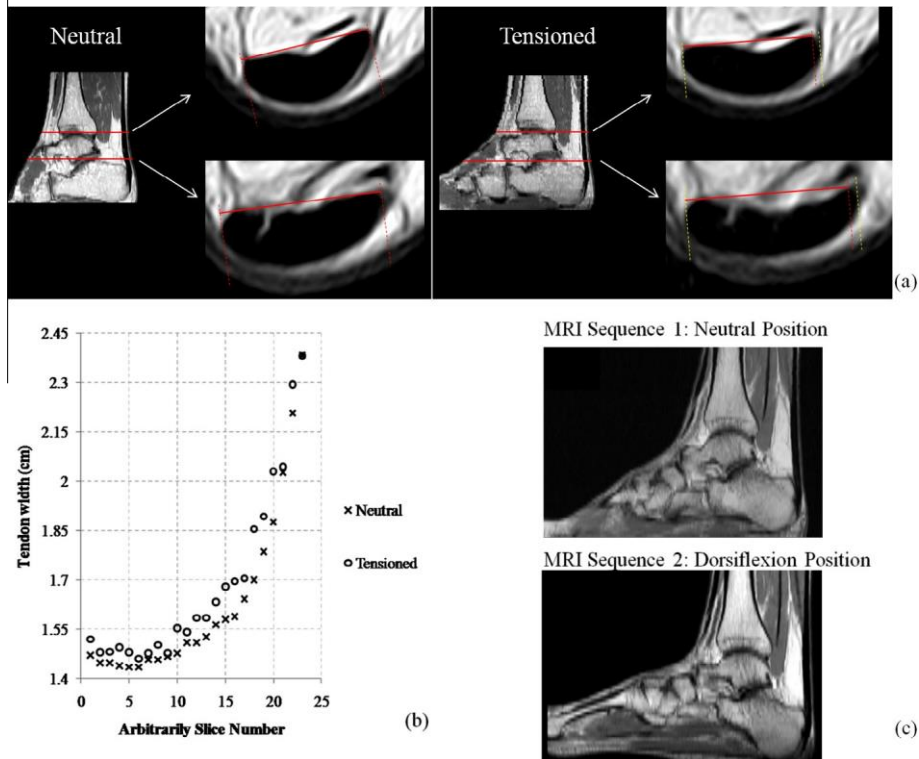 Neutral
Tensioned
(a)
2.45
2.3
2.15
2
1.85
1.7
1.55
1.4
0
5
10
15
20
25
Tendon width (cm)
Arbitrarily Slice Number
Neutral
Tensioned
(b)
MRI Sequence 1: Neutral Position
MRI Sequence 2: Dorsiflexion Position
(c)